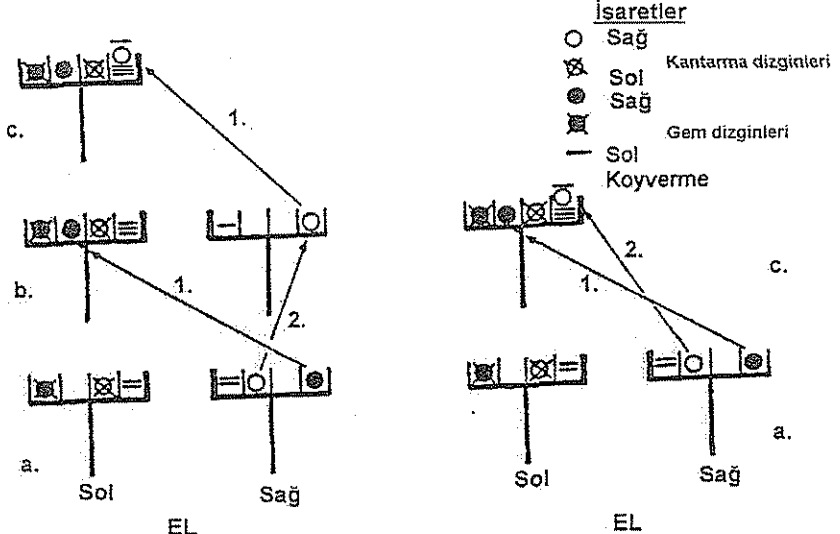 İsaretler
Sağ
Sol
Kantarma dizginleri
Sağ
Gem dizginleri
Sol
Koyverme
c.
1.
b.
1.
2.
a.
Sol
Sağ
EL
2.
c.
1.
a.
Sol
Sağ
EL